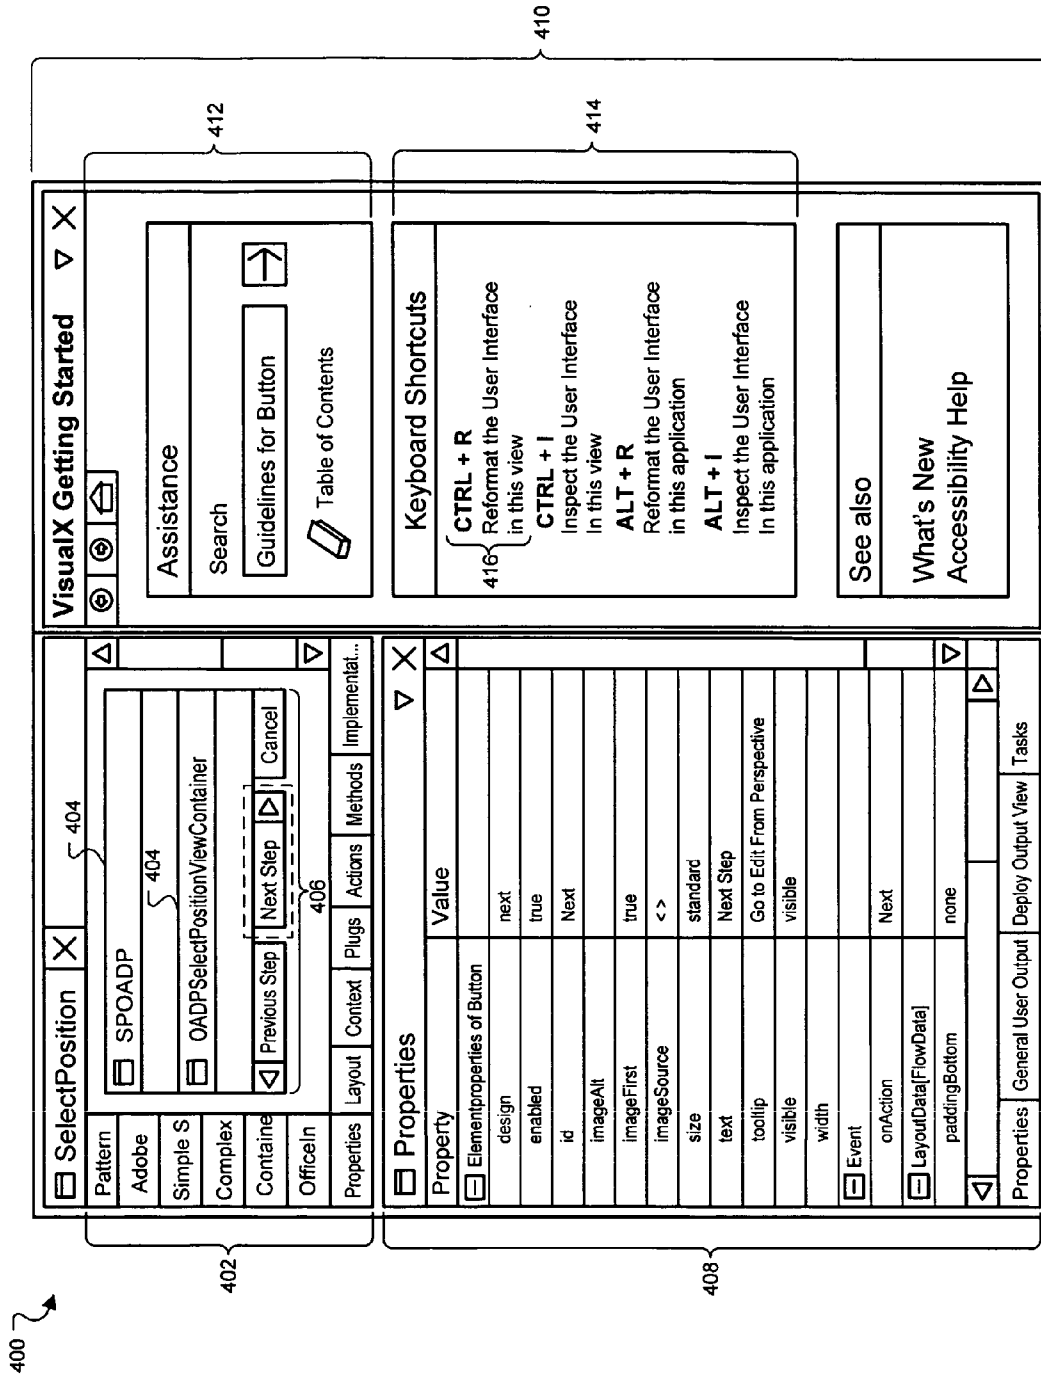 400
402
SelectPosition
404
Pattern
Adobe
Simple S
Complex
Containe
OfficeIn
SPOADP
404
OADPSelectPositionViewContainer
Previous Step
Next Step
Cancel
406
Properties
Layout
Context
Plugs
Actions
Methods
Implementat...
408
Properties
Property
Value
Elementproperties of Button
design
next
enabled
true
id
Next
imageAlt
imageFirst
true
imageSource
< >
size
standard
text
Next Step
tooltip
Go to Edit From Perspective
visible
visible
width
Event
onAction
Next
LayoutData[FlowData]
paddingBottom
none
Properties
General User Output
Deploy Output View
Tasks
410
VisualX Getting Started
412
Assistance
Search
Guidelines for Button
Table of Contents
414
Keyboard Shortcuts
416
CTRL + R
Reformat the User Interface
in this view
CTRL + I
Inspect the User Interface
In this view
ALT + R
Reformat the User Interface
in this application
ALT + I
Inspect the User Interface
In this application
See also
What's New
Accessibility Help